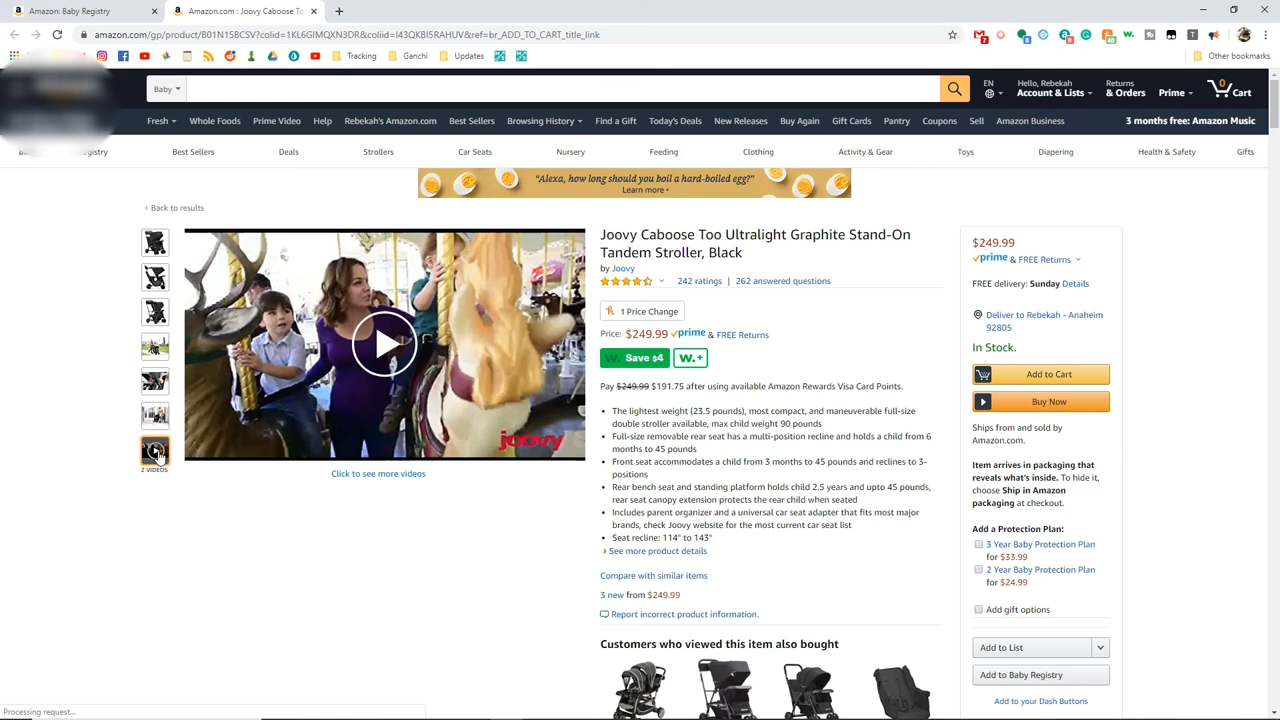 Amazon: Baby Registry
Amazon.com : Joovy Caboose To
amazon.com/gp/product/B01N15BCSV?colid=1KL6GIMQXN3DR&coliid=I43QKBI5RAHUV&ref=br_ADD_TO_CART_title_link
Tracking
Ganchi
Updates
Other bookmarks
Baby
EN
Hello, Rebekah
Account & Lists
Returns
& Orders
Prime
0
Cart
Fresh
Whole Foods
Prime Video
Help
Rebekah's Amazon.com
Best Sellers
Browsing History
Find a Gift
Today's Deals
New Releases
Buy Again
Gift Cards
Pantry
Coupons
Sell
Amazon Business
3 months free: Amazon Music
Best Sellers
Deals
Strollers
Car Seats
Nursery
Feeding
Clothing
Activity & Gear
Toys
Diapering
Health & Safety
Gifts
"Alexa, how long should you boil a hard-boiled egg?"
Learn more ›
‹ Back to results
2 VIDEOS
joovy
Click to see more videos
Joovy Caboose Too Ultralight Graphite Stand-On
Tandem Stroller, Black
by Joovy
242 ratings | 262 answered questions
1 Price Change
Price: $249.99 prime & FREE Returns
w. Save $4
w.+
Pay $249.99 $191.75 after using available Amazon Rewards Visa Card Points.
• The lightest weight (23.5 pounds), most compact, and maneuverable full-size
double stroller available, max child weight 90 pounds
• Full-size removable rear seat has a multi-position recline and holds a child from 6
months to 45 pounds
• Front seat accommodates a child from 3 months to 45 pounds and reclines to 3-
positions
• Rear bench seat and standing platform holds child 2.5 years and upto 45 pounds,
rear seat canopy extension protects the rear child when seated
• Includes parent organizer and a universal car seat adapter that fits most major
brands, check Joovy website for the most current car seat list
• Seat recline: 114° to 143°
› See more product details
Compare with similar items
3 new from $249.99
Report incorrect product information.
Customers who viewed this item also bought
$249.99
prime & FREE Returns
FREE delivery: Sunday Details
Deliver to Rebekah - Anaheim
92805
In Stock.
Add to Cart
Buy Now
Ships from and sold by
Amazon.com.
Item arrives in packaging that
reveals what's inside. To hide it,
choose Ship in Amazon
packaging at checkout.
Add a Protection Plan:
3 Year Baby Protection Plan
for $33.99
2 Year Baby Protection Plan
for $24.99
Add gift options
Add to List
Add to Baby Registry
Add to your Dash Buttons
Processing request...